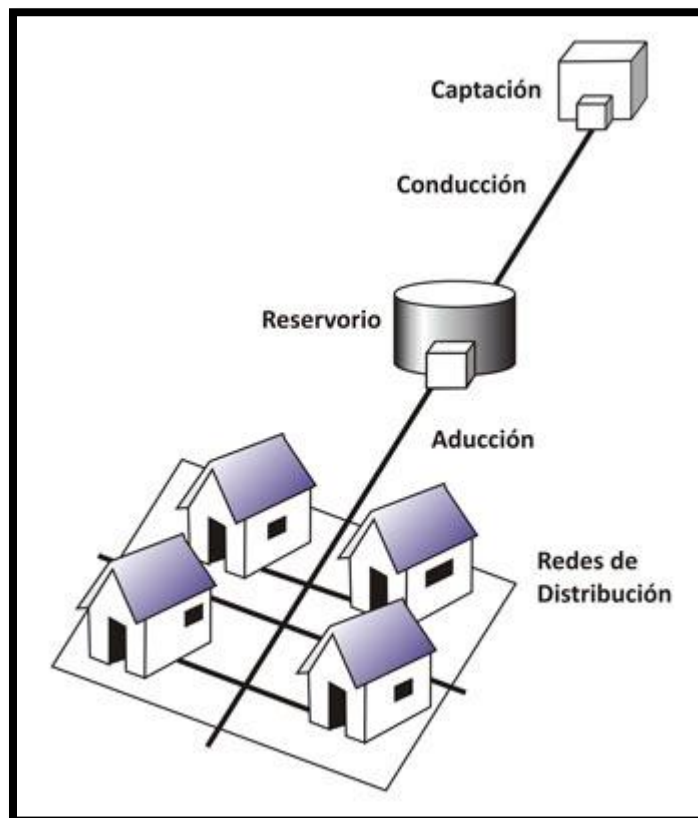 Captación
Conducción
Reservorio
Aducción
Redes de
Distribución